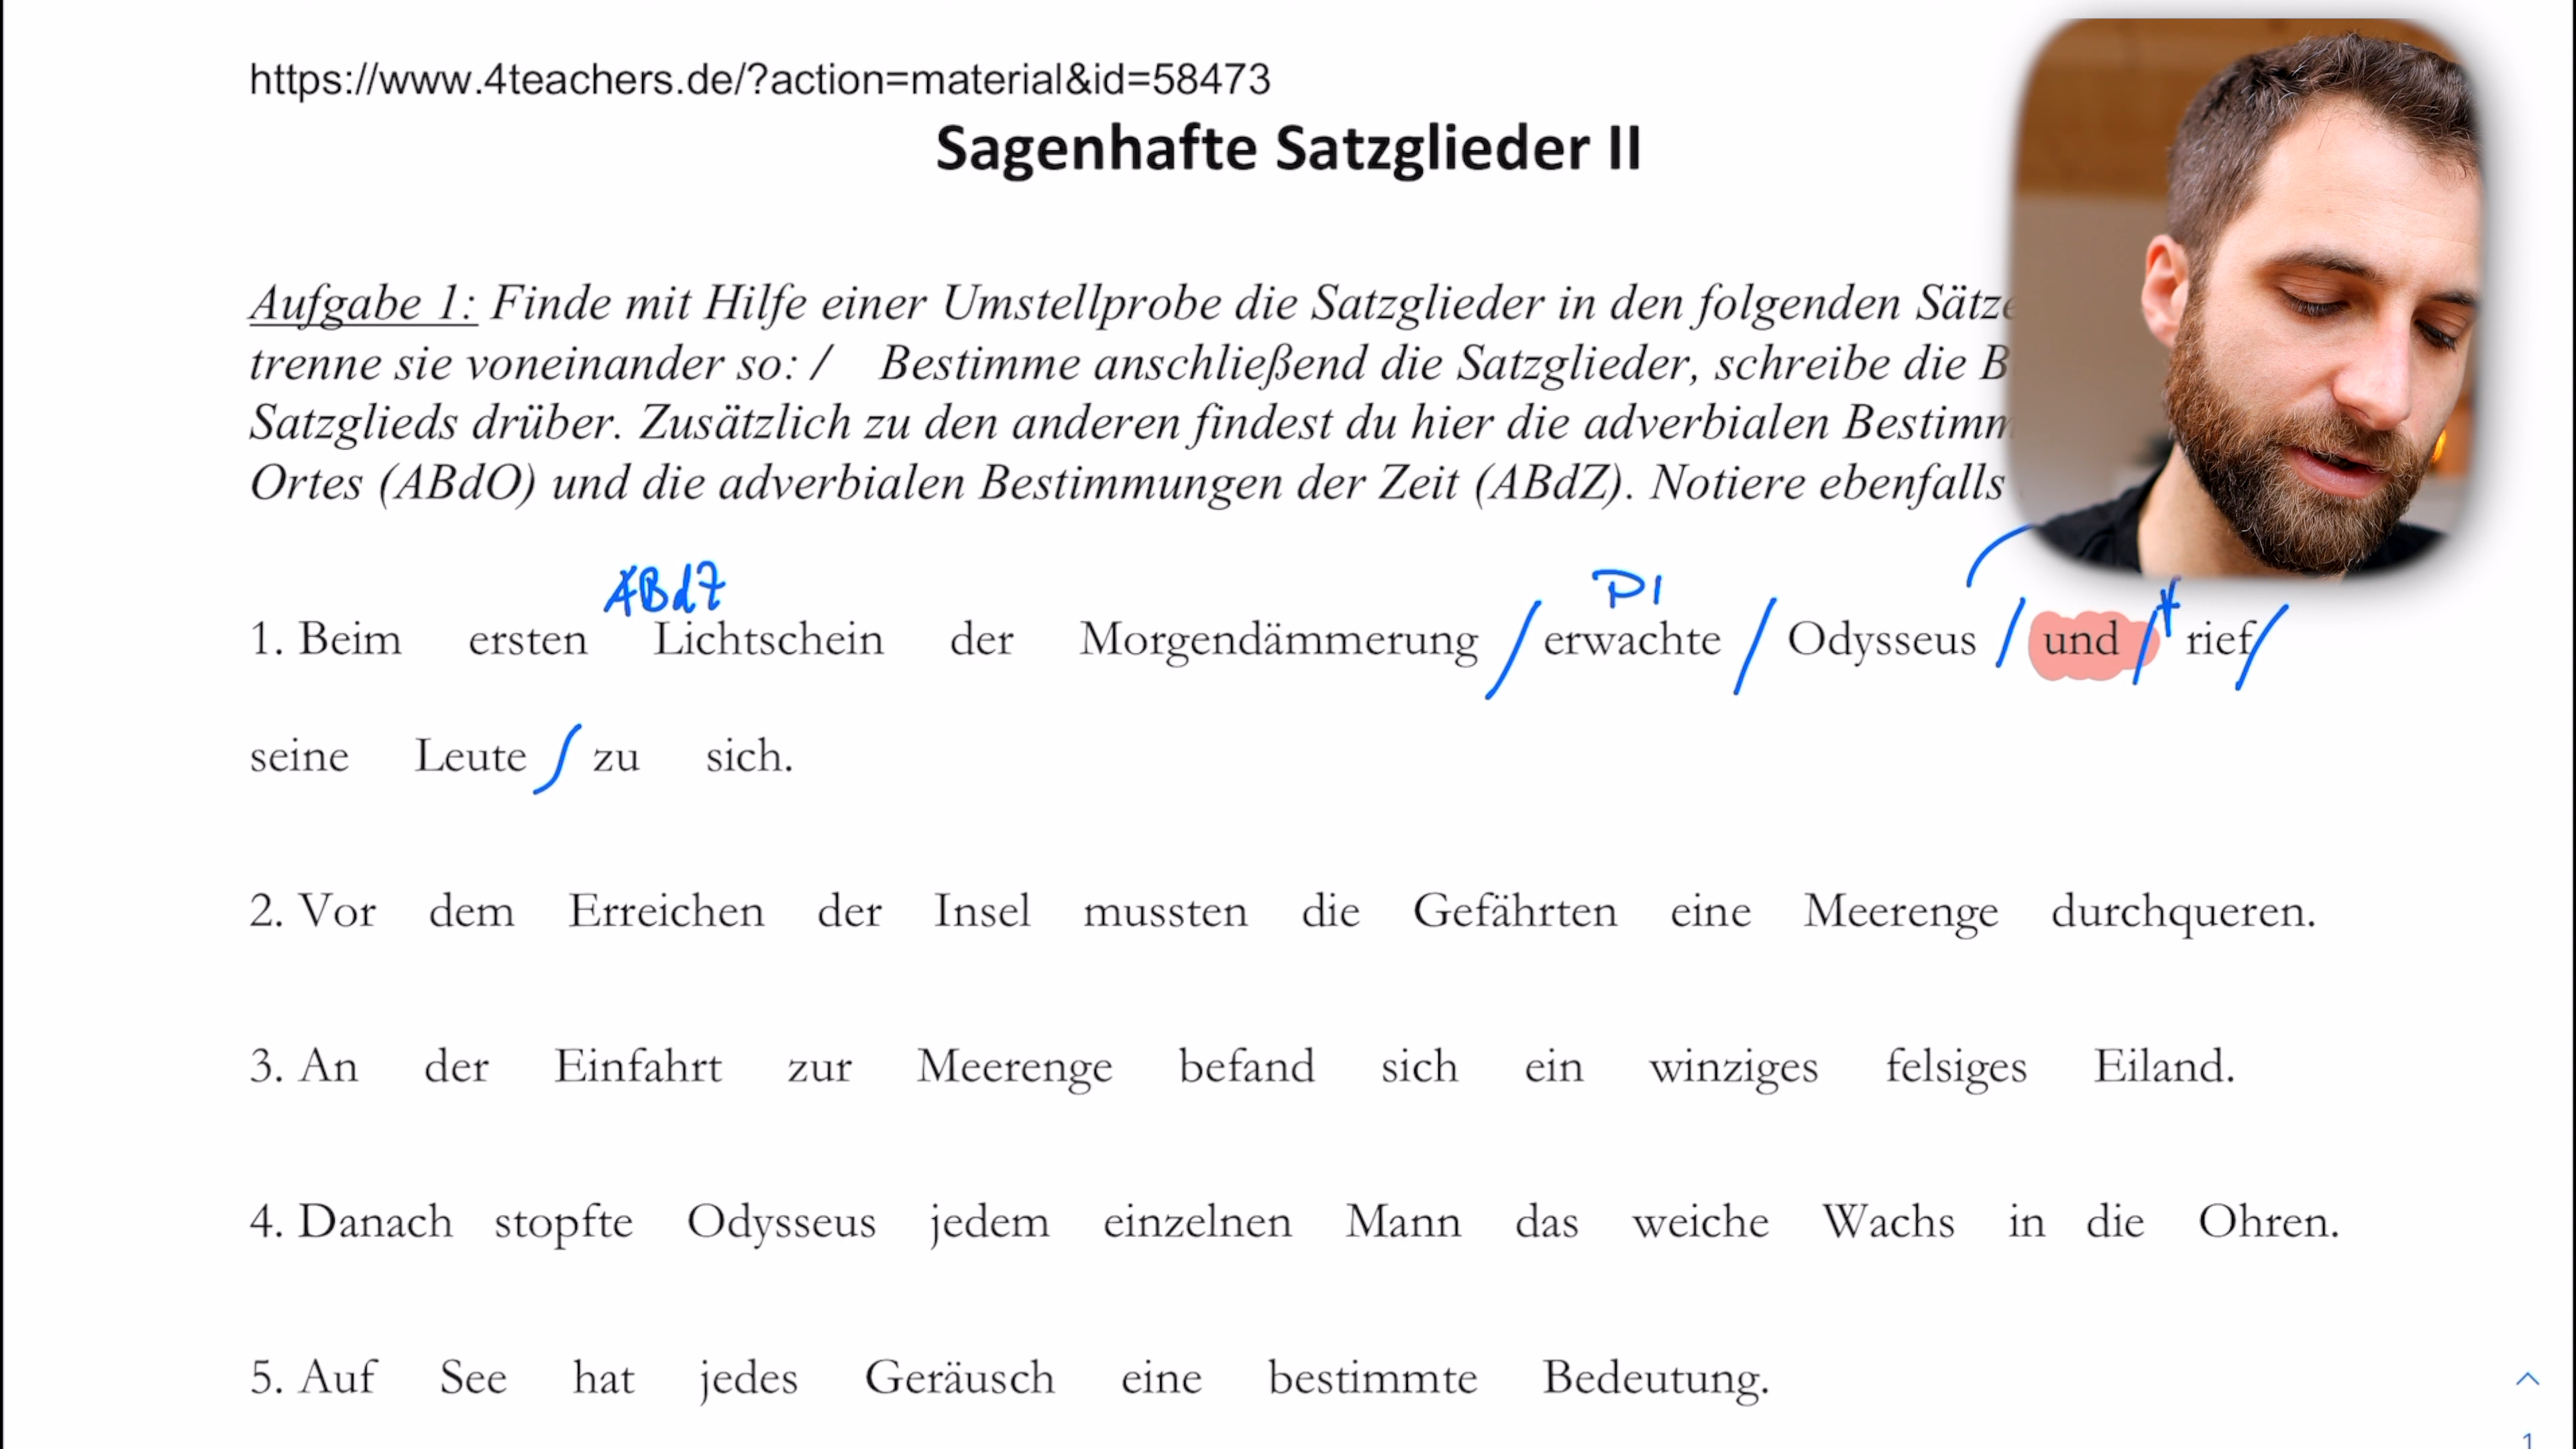 https://www.4teachers.de/?action=material&id=58473
Sagenhafte Satzglieder II
Aufgabe 1: Finde mit Hilfe einer Umstellprobe die Satzglieder in den folgenden Sätze
trenne sie voneinander so: / Bestimme anschließend die Satzglieder, schreibe die B
Satzglieds drüber. Zusätzlich zu den anderen findest du hier die adverbialen Bestimm
Ortes (ABdO) und die adverbialen Bestimmungen der Zeit (ABdZ). Notiere ebenfalls
ABdZ
1. Beim ersten Lichtschein der Morgendämmerung / erwachte / Odysseus / und / rief /
seine Leute / zu sich.
2. Vor dem Erreichen der Insel mussten die Gefährten eine Meerenge durchqueren.
3. An der Einfahrt zur Meerenge befand sich ein winziges felsiges Eiland.
4. Danach stopfte Odysseus jedem einzelnen Mann das weiche Wachs in die Ohren.
5. Auf See hat jedes Geräusch eine bestimmte Bedeutung.
1